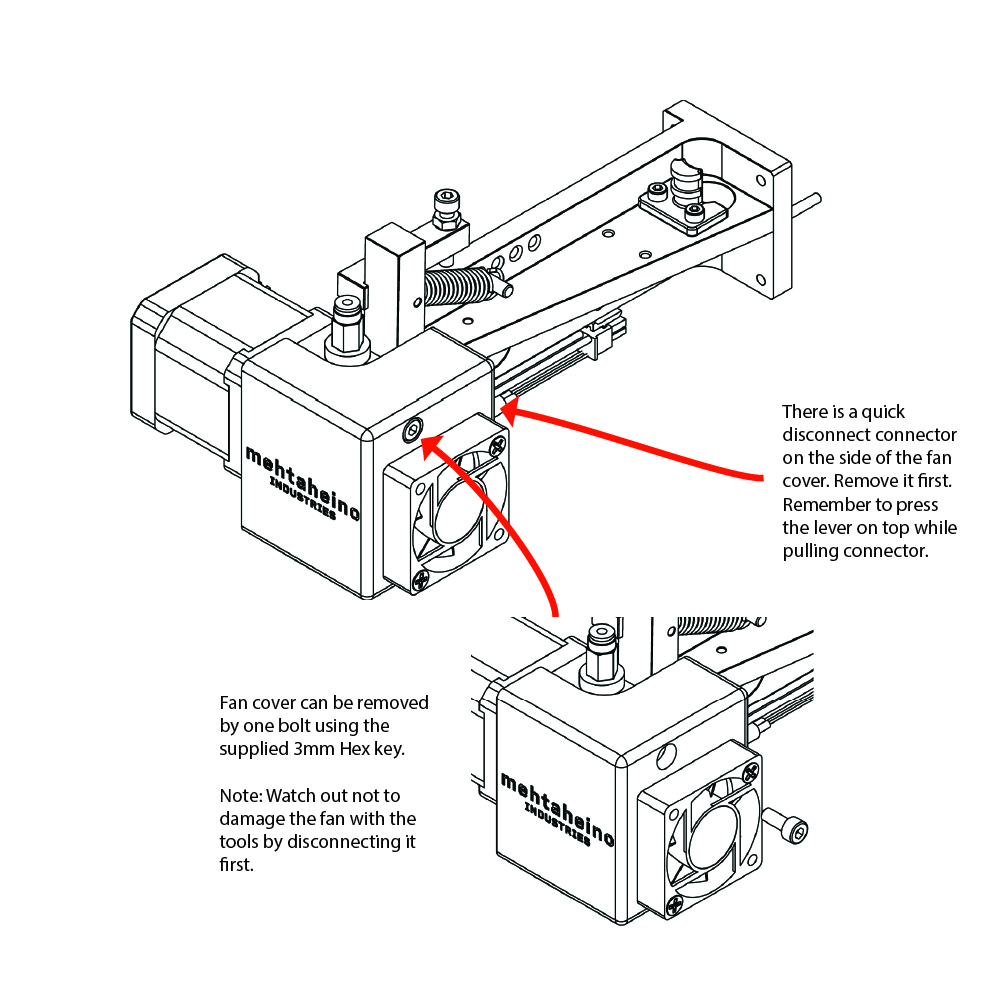 There is a quick
disconnect connector
on the side of the fan
cover. Remove it first.
Remember to press
the lever on top while
pulling connector.
mehtaheino
INDUSTRIES
Fan cover can be removed
by one bolt using the
supplied 3mm Hex key.
Note: Watch out not to
damage the fan with the
tools by disconnecting it
first.
mehtaheino
INDUSTRIES